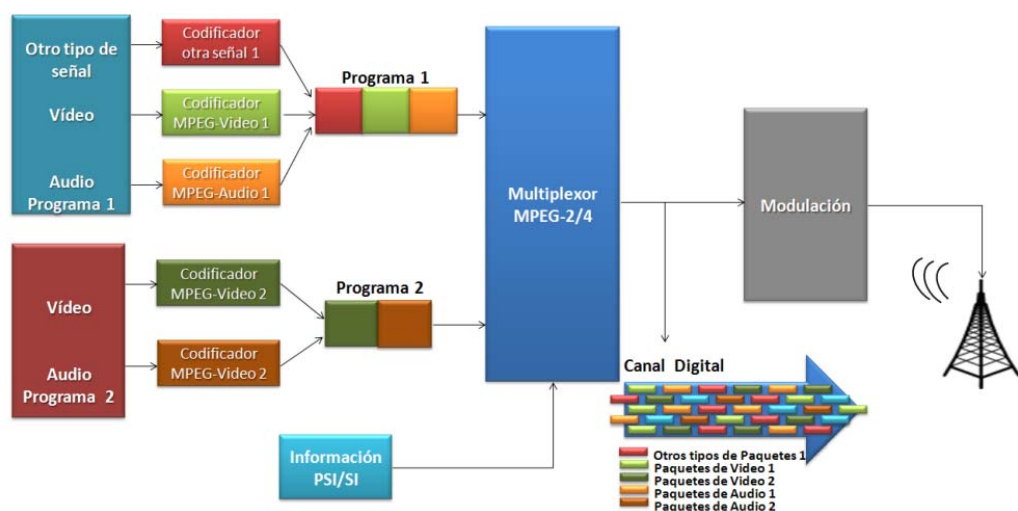 Otro tipo de
señal
Vídeo
Audio
Programa 1
Codificador
otra señal 1
Codificador
MPEG-Video 1
Codificador
MPEG-Audio 1
Programa 1
Vídeo
Audio
Programa 2
Codificador
MPEG-Video 2
Codificador
MPEG-Video 2
Programa 2
Información
PSI/SI
Multiplexor
MPEG-2/4
Modulación
Canal Digital
Otros tipos de Paquetes 1
Paquetes de Video 1
Paquetes de Video 2
Paquetes de Audio 1
Paquetes de Audio 2